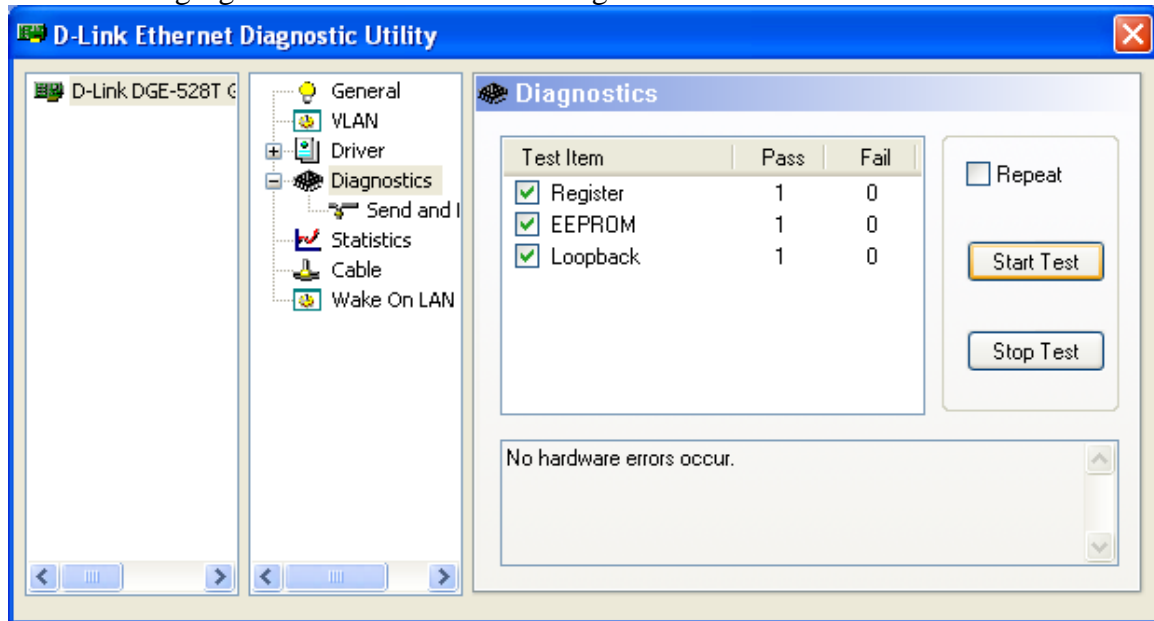 D-Link Ethernet Diagnostic Utility
D-Link DGE-528T
General
VLAN
Driver
Diagnostics
Send and
Statistics
Cable
Wake On LAN
Diagnostics
Test Item Pass Fail
Register 1 0
EEPROM 1 0
Loopback 1 0
Repeat
Start Test
Stop Test
No hardware errors occur.